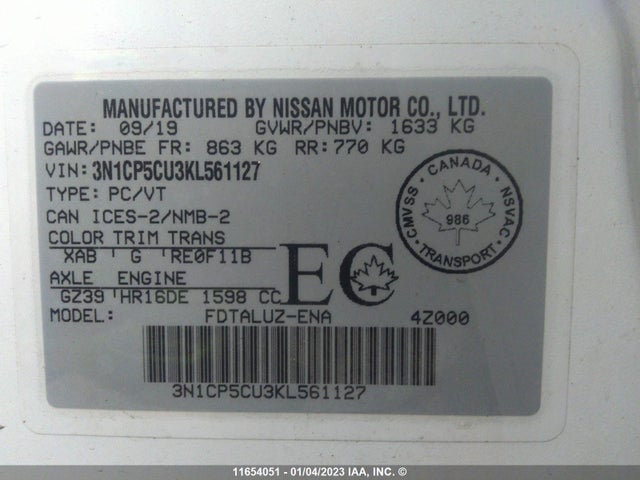 MANUFACTURED BY NISSAN MOTOR CO., LTD.
DATE: 09/19 GVWR/PNBV: 1633 KG
GAWR/PNBE FR: 863 KG RR: 770 KG
VIN: 3N1CP5CU3KL561127
TYPE: PC/VT
CAN ICES-2/NMB-2
COLOR TRIM TRANS
XAB G RE0F11B
AXLE ENGINE
GZ39 HR16DE 1598 CC
EC
CANADA
CMVSS
NSVAC
986
TRANSPORT
MODEL: FDTALUZ-ENA 4Z000
3N1CP5CU3KL561127
11654051 - 01/04/2023 IAA, INC. ©